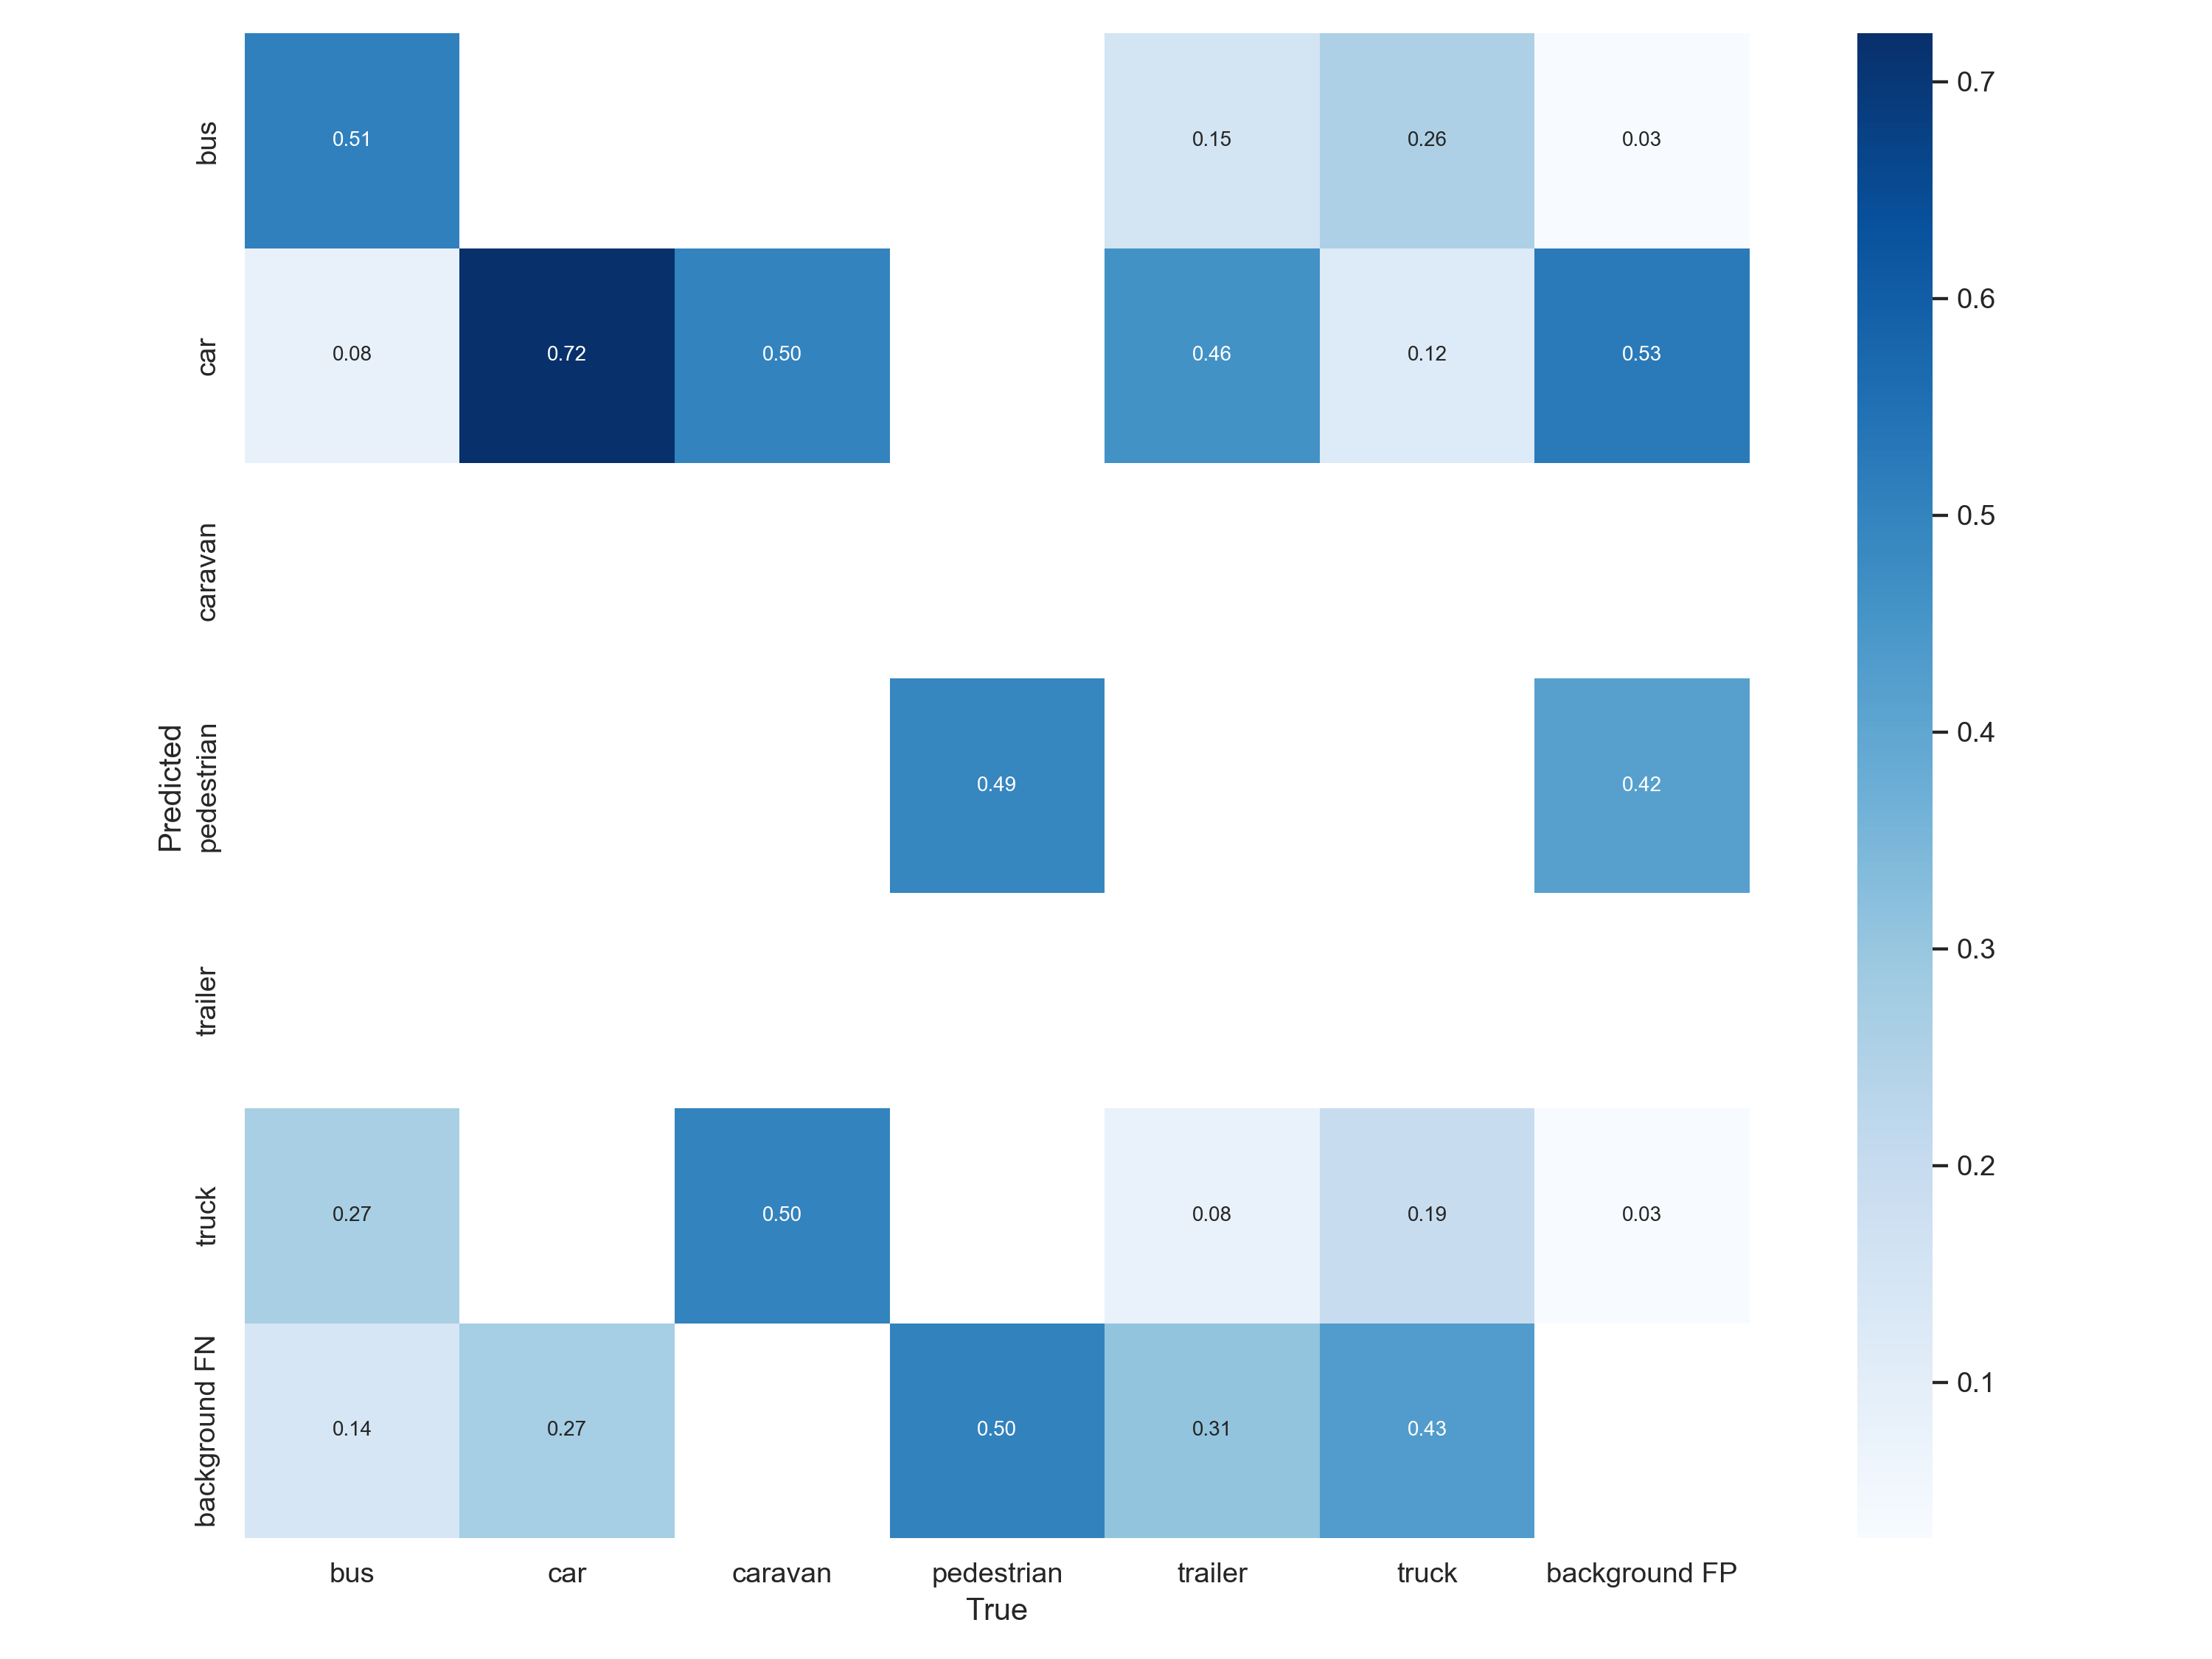 bus
0.51
0.15
0.26
0.03
0.7
car
0.08
0.72
0.50
0.46
0.12
0.53
0.6
caravan
0.5
Predicted
pedestrian
0.49
0.42
0.4
trailer
0.3
truck
0.27
0.50
0.08
0.19
0.03
0.2
background FN
0.14
0.27
0.50
0.31
0.43
0.1
bus
car
caravan
pedestrian
trailer
truck
background FP
True